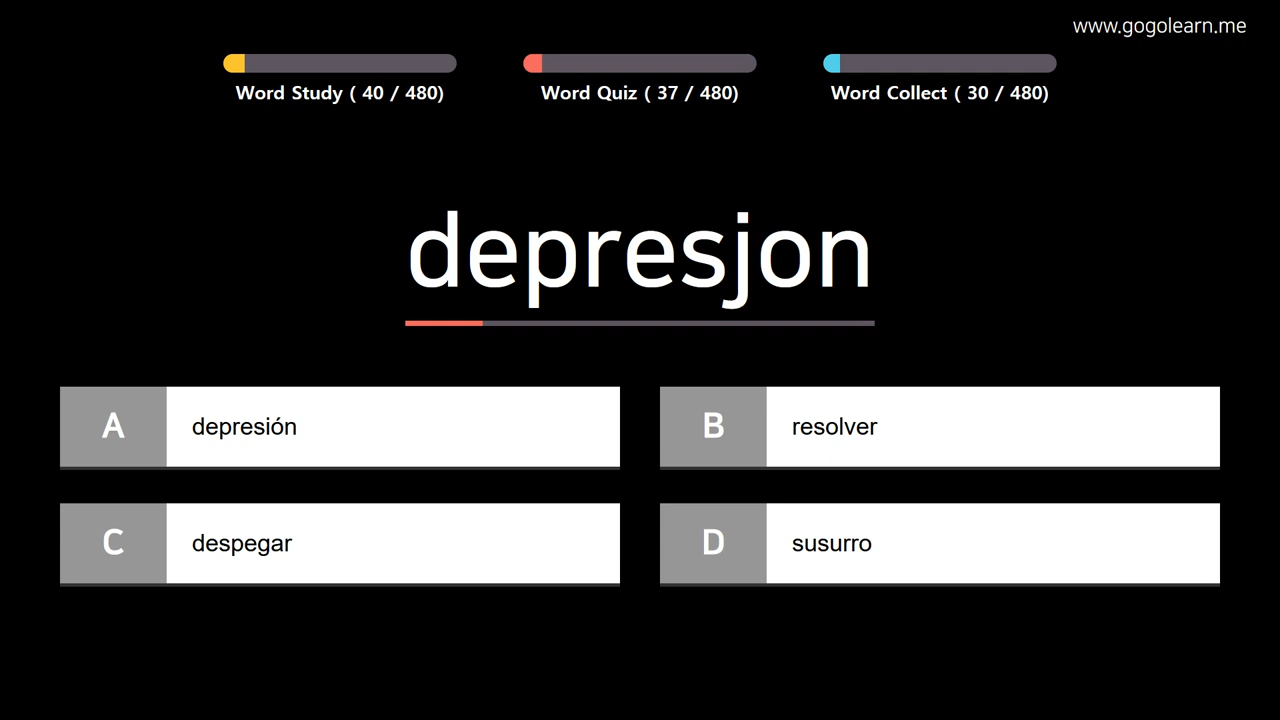 www.gogolearn.me
Word Study ( 40 / 480)
Word Quiz ( 37 / 480)
Word Collect ( 30 / 480)
depresjon
A depresión
B resolver
C despegar
D susurro